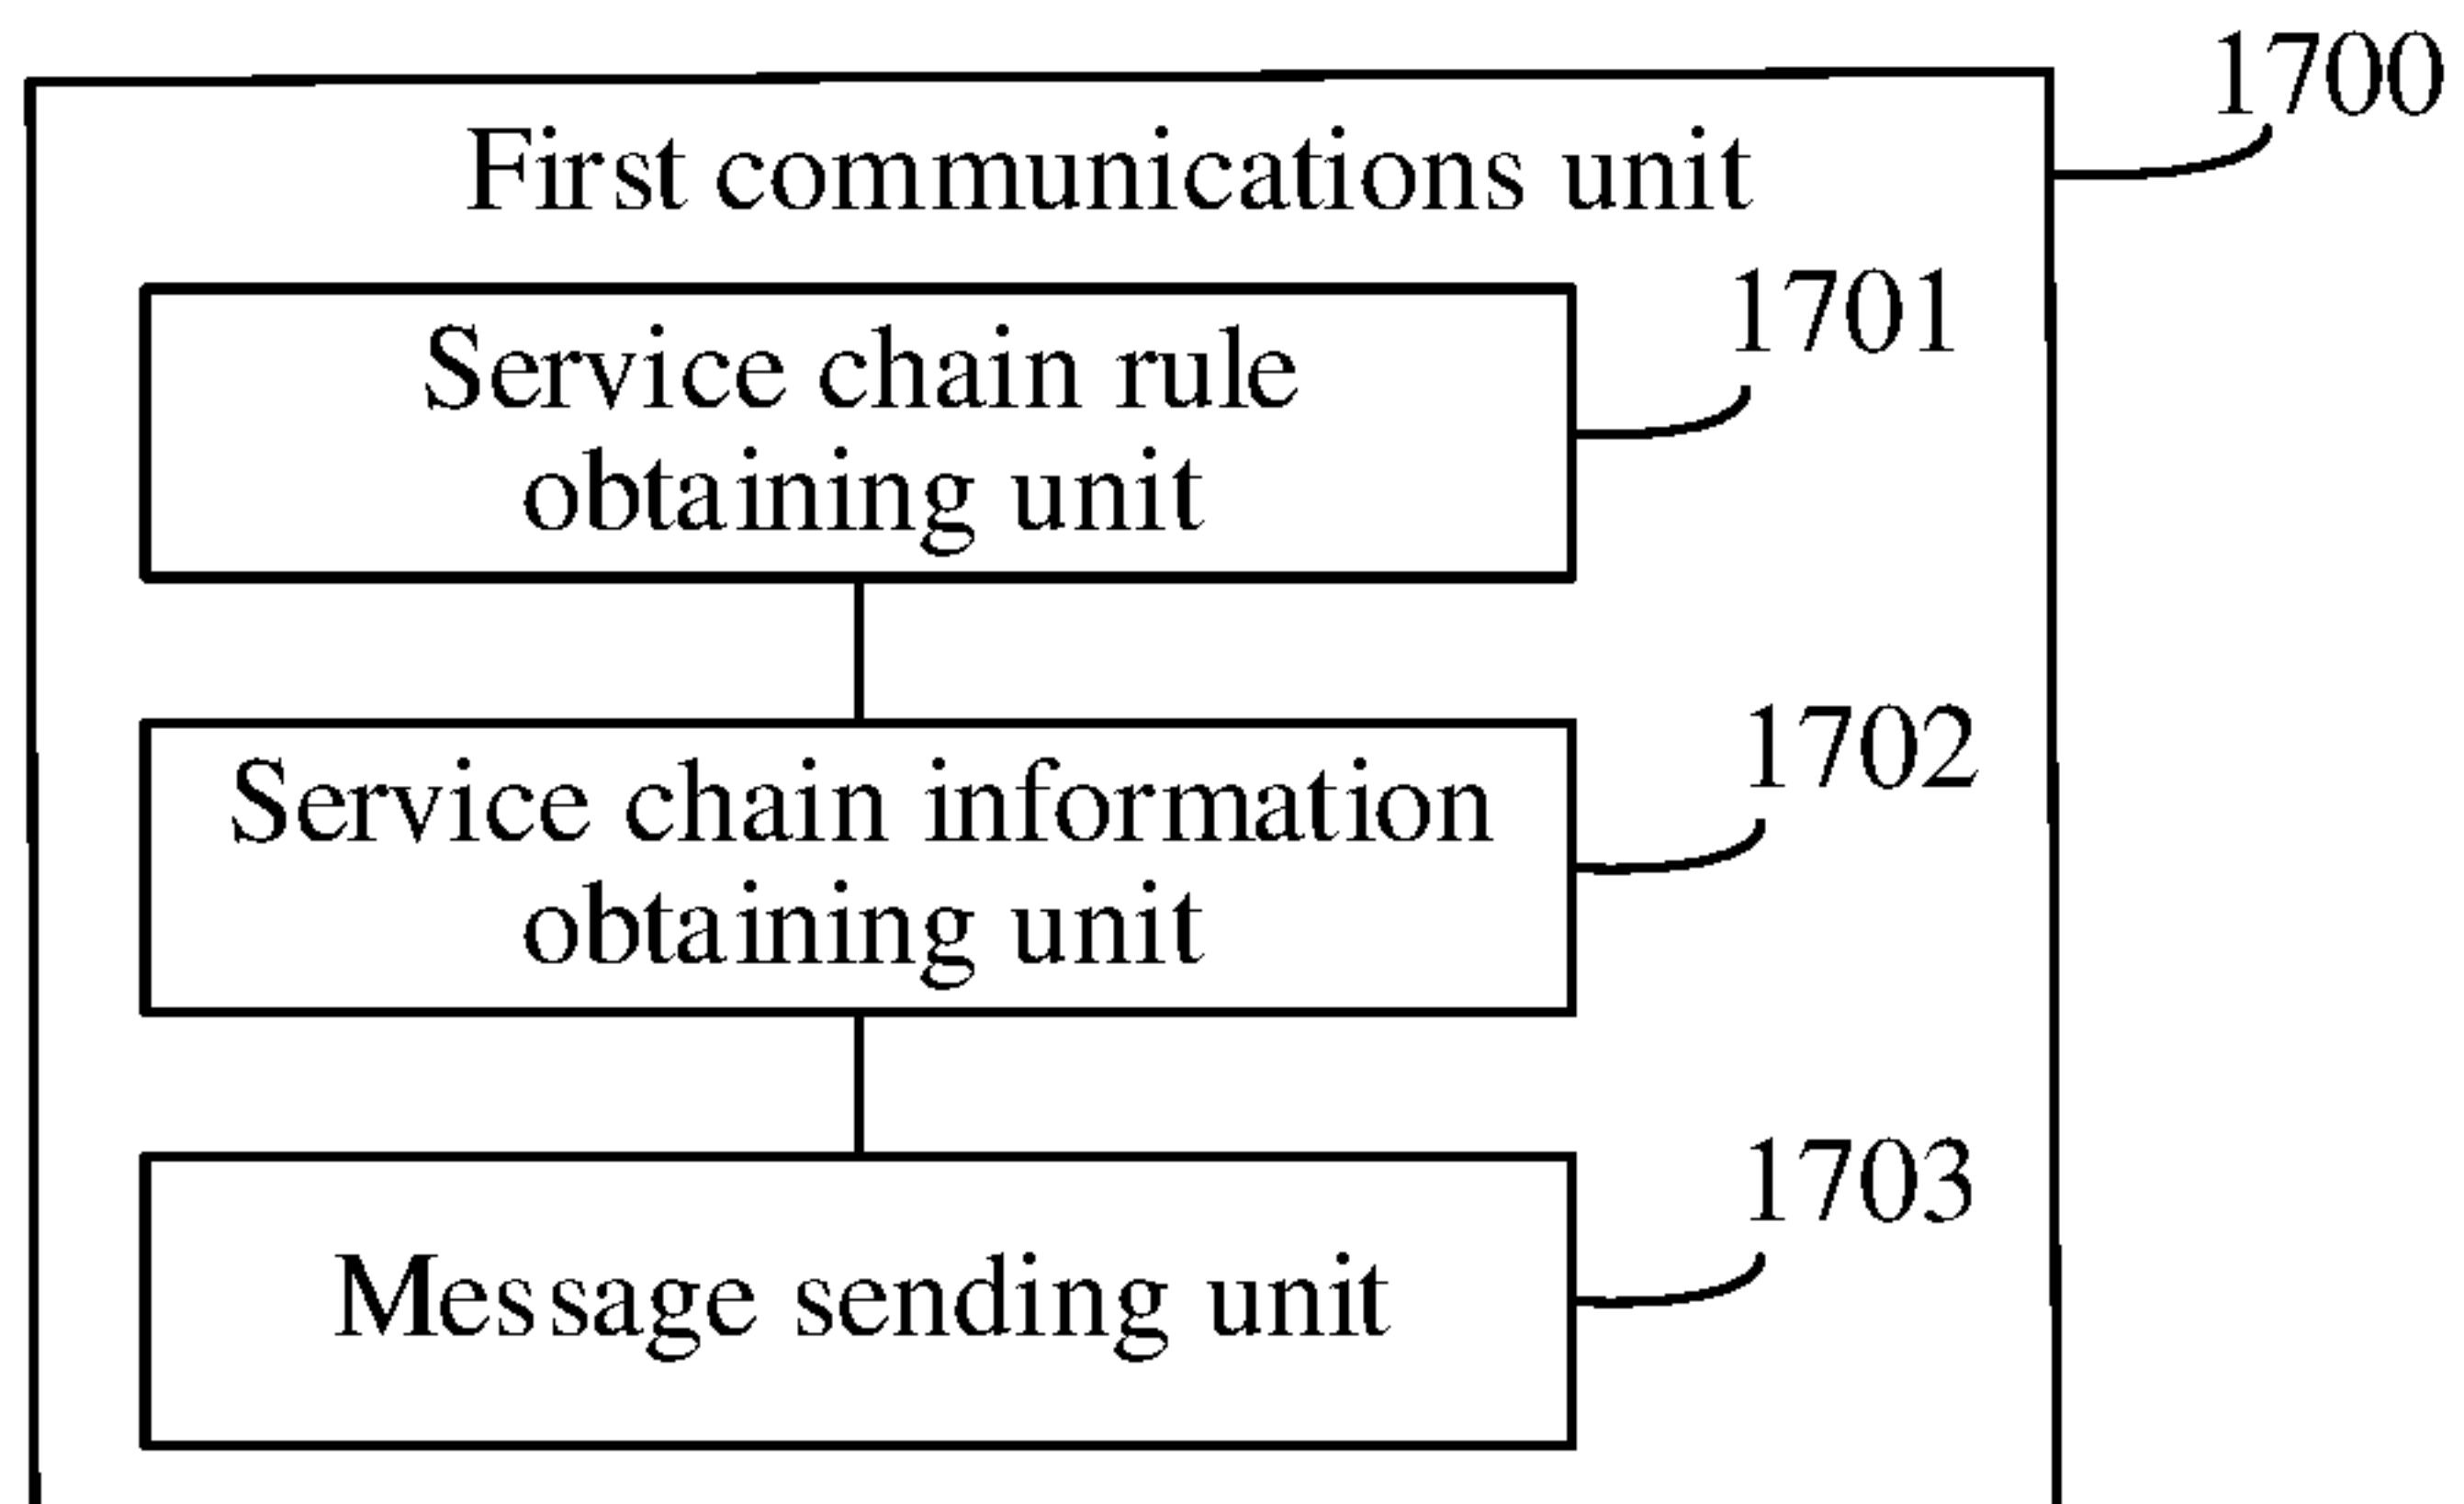 1700
First communications unit
1701
Service chain rule
obtaining unit
1702
Service chain information
obtaining unit
1703
Message sending unit